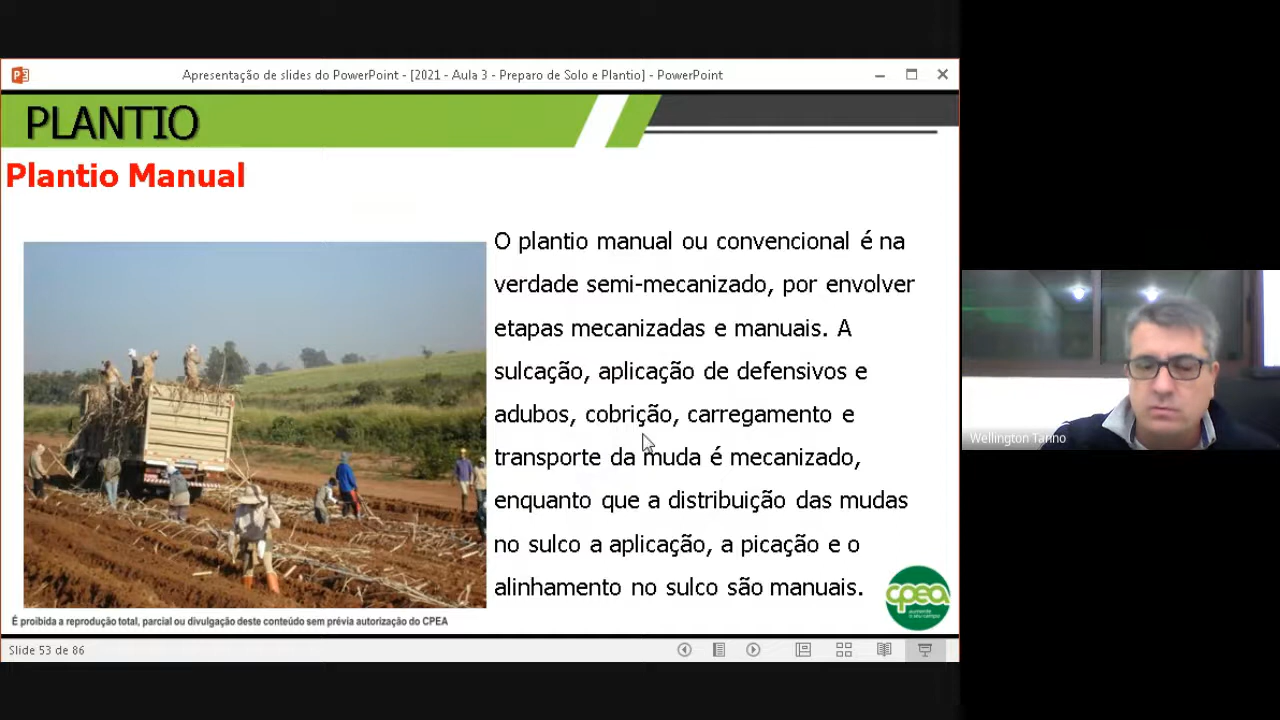 Apresentação de slides do PowerPoint - [2021 - Aula 3 - Preparo de Solo e Plantio] - PowerPoint
PLANTIO
Plantio Manual
O plantio manual ou convencional é na
verdade semi-mecanizado, por envolver
etapas mecanizadas e manuais. A
sulcação, aplicação de defensivos e
adubos, cobrição, carregamento e
transporte da muda é mecanizado,
enquanto que a distribuição das mudas
no sulco a aplicação, a picação e o
alinhamento no sulco são manuais.
cpea
É proibida a reprodução total, parcial ou divulgação deste conteúdo sem prévia autorização do CPEA
Slide 53 de 86
Wellington Tarino